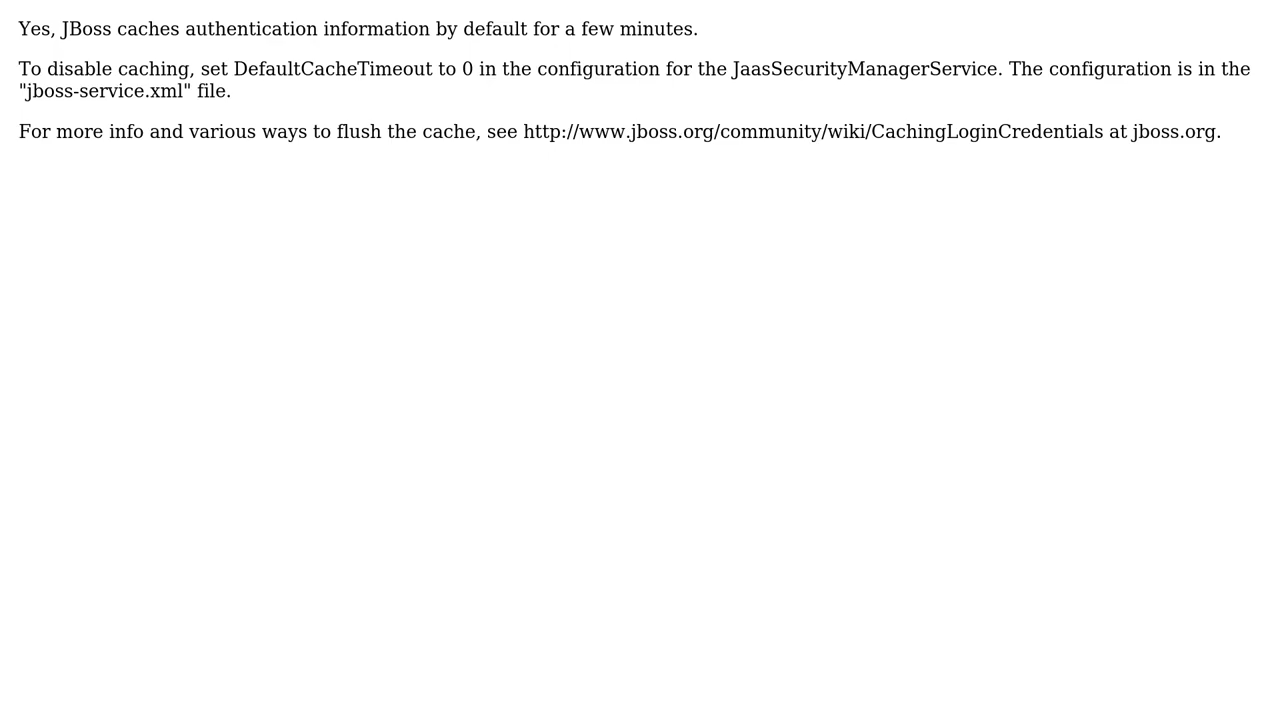 Yes, JBoss caches authentication information by default for a few minutes.
To disable caching, set DefaultCacheTimeout to 0 in the configuration for the JaasSecurityManagerService. The configuration is in the
"jboss-service.xml" file.
For more info and various ways to flush the cache, see http://www.jboss.org/community/wiki/CachingLoginCredentials at jboss.org.